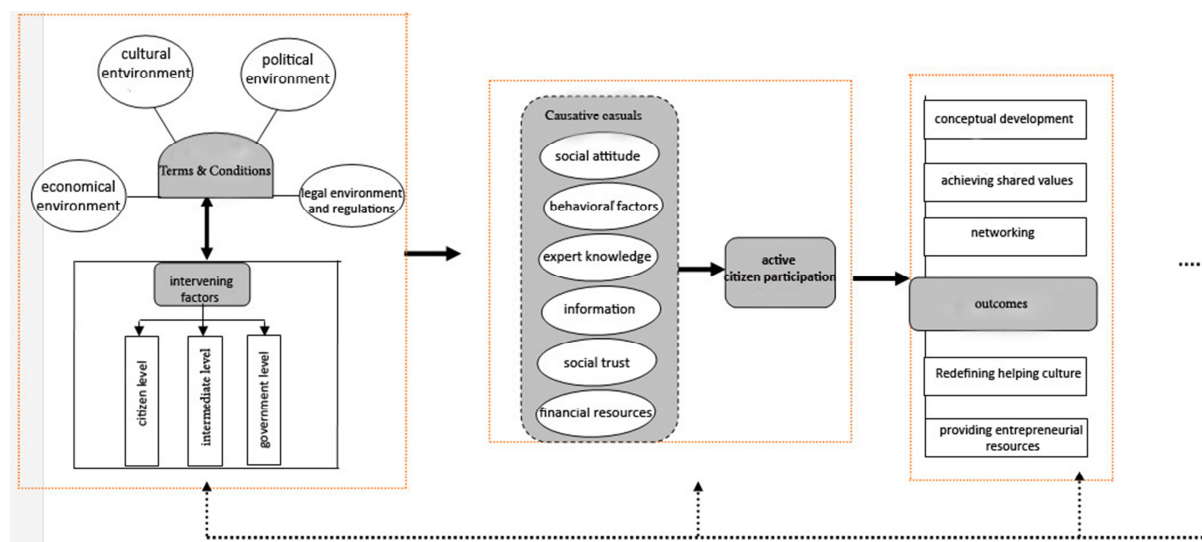 cultural
entvironment
political
environment
Terms & Conditions
economical
environment
legal environment
and regulations
intervening
factors
citizen level
intermediate level
government level
Causative casuals
social attitude
behavioral factors
expert knowledge
information
social trust
financial resources
active
citizen participation
conceptual development
achieving shared values
networking
outcomes
Redefining helping culture
providing entrepreneurial
resources